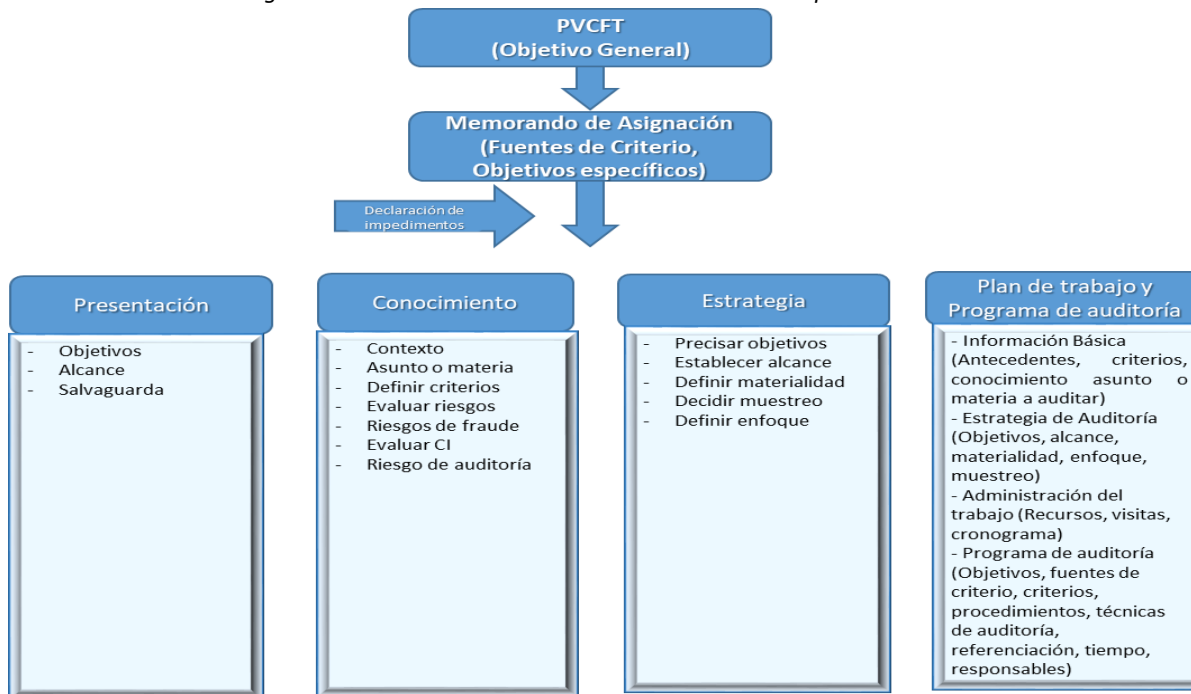 PVCFT
(Objetivo General)
Memorando de Asignación
(Fuentes de Criterio,
Objetivos específicos)
Declaración de
impedimentos
Presentación
- Objetivos
- Alcance
- Salvaguarda
Conocimiento
- Contexto
- Asunto o materia
- Definir criterios
- Evaluar riesgos
- Riesgos de fraude
- Evaluar CI
- Riesgo de auditoría
Estrategia
- Precisar objetivos
- Establecer alcance
- Definir materialidad
- Decidir muestreo
- Definir enfoque
Plan de trabajo y
Programa de auditoría
- Información Básica
(Antecedentes, criterios,
conocimiento asunto o
materia a auditar)
- Estrategia de Auditoría
(Objetivos, alcance,
materialidad, enfoque,
muestreo)
- Administración del
trabajo (Recursos, visitas,
cronograma)
- Programa de auditoría
(Objetivos, fuentes de
criterio, criterios,
procedimientos, técnicas
de auditoría,
referenciación, tiempo,
responsables)